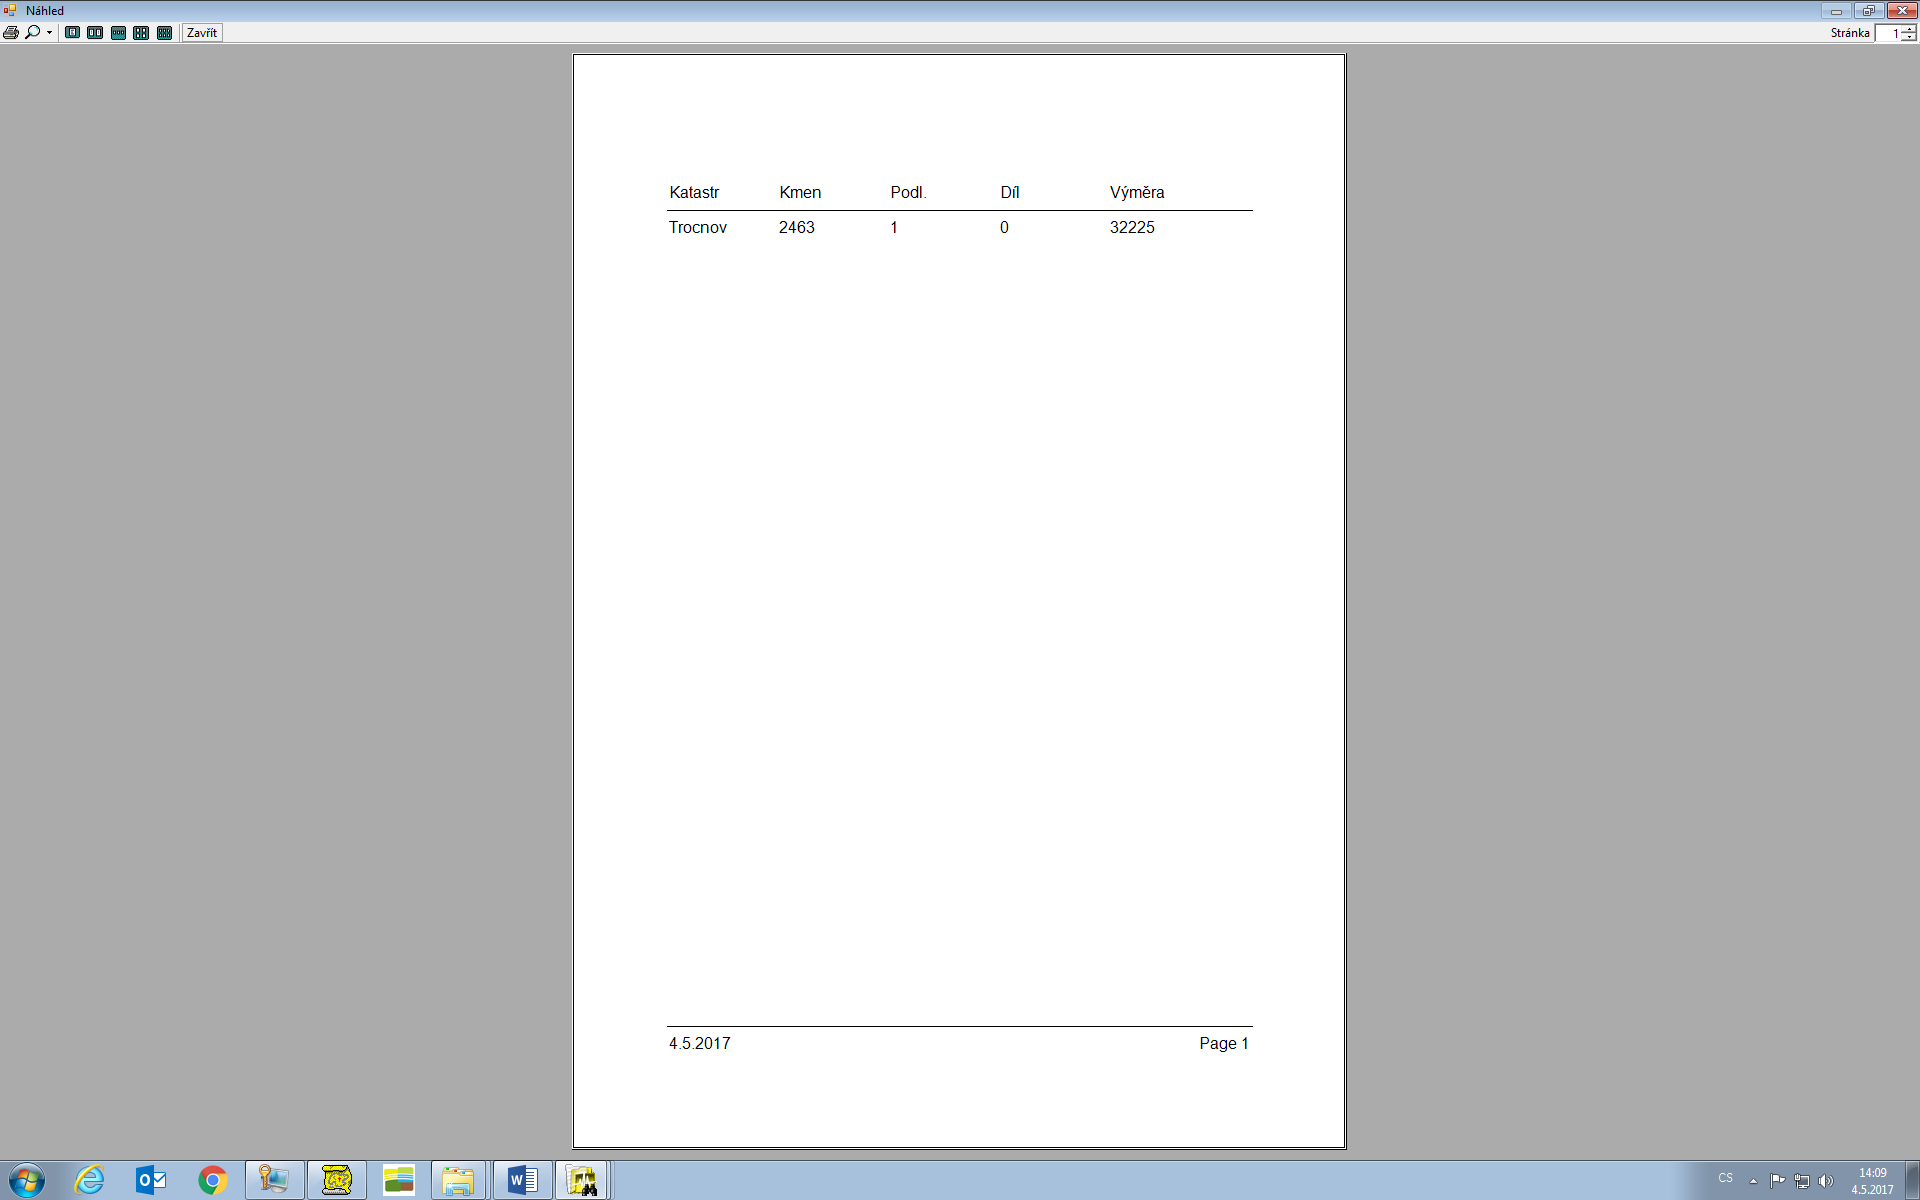 Náhled
Zavřít
Stránka 1
Katastr Kmen Podl. Díl Výměra
Trocnov 2463 1 0 32225
4.5.2017 Page 1
CS 14:09
4.5.2017